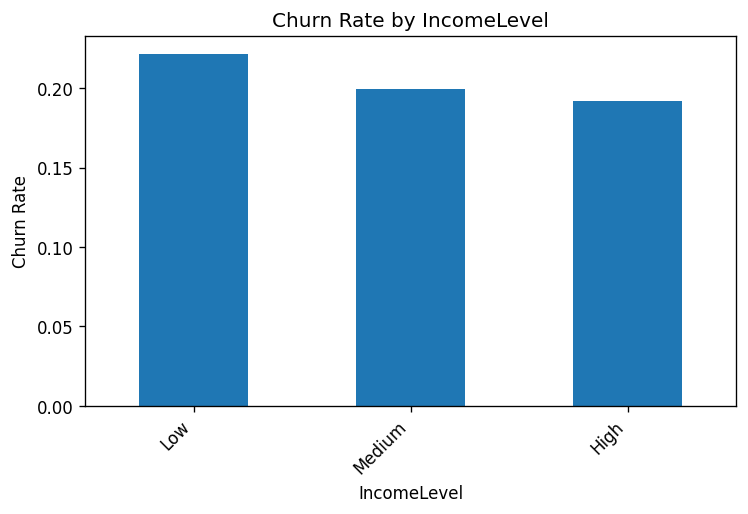 Churn Rate by IncomeLevel
Churn Rate
0.20
0.15
0.10
0.05
0.00
Low
Medium
High
IncomeLevel